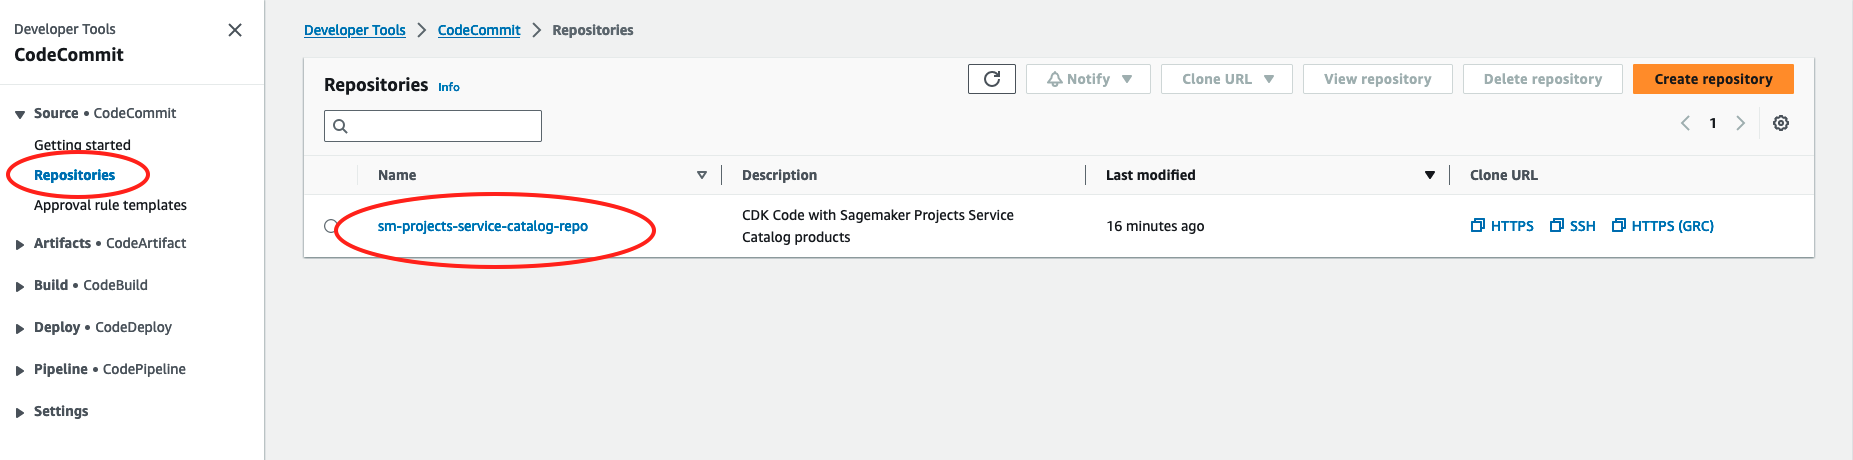 Developer Tools
CodeCommit
Source • CodeCommit
Getting started
Repositories
Approval rule templates
Artifacts • CodeArtifact
Build • CodeBuild
Deploy • CodeDeploy
Pipeline • CodePipeline
Settings
Developer Tools > CodeCommit > Repositories
Repositories Info
Notify
Clone URL
View repository
Delete repository
Create repository
1
Name Description Last modified Clone URL
sm-projects-service-catalog-repo
CDK Code with Sagemaker Projects Service
Catalog products
16 minutes ago
HTTPS SSH HTTPS (GRC)